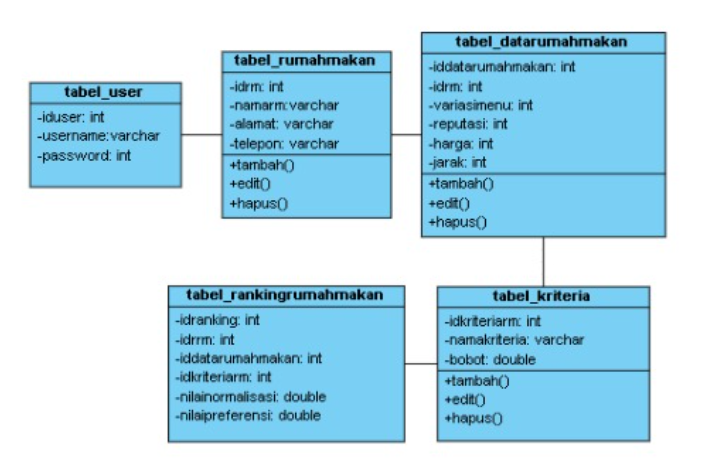 tabel_user
-iduser: int
-username:varchar
-password: int
tabel_rumahmakan
-idrm: int
-namarm:varchar
-alamat: varchar
-telepon: varchar
+tambah()
+edit()
+hapus()
tabel_datarumahmakan
-iddatarumahmakan: int
-idrm: int
-variasimenu: int
-reputasi: int
-harga: int
-jarak: int
+tambah()
+edit()
+hapus()
tabel_rankingrumahmakan
-idranking: int
-idrrm: int
-iddatarumahmakan: int
-idkriteriarm: int
-nilainormalisasi: double
-nilaipreferensi: double
tabel_kriteria
-idkriteriarm: int
-namakriteria: varchar
-bobot: double
+tambah()
+edit()
+hapus()